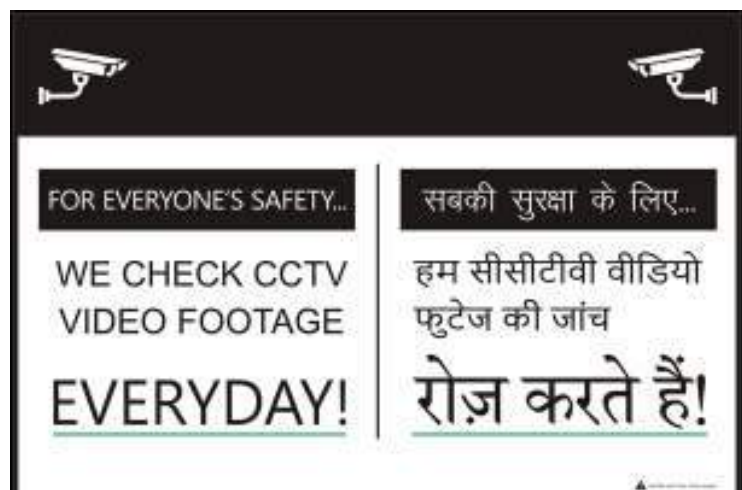 FOR EVERYONE'S SAFETY...
WE CHECK CCTV
VIDEO FOOTAGE
EVERYDAY!
सबकी सुरक्षा के लिए...
हम सीसीटीवी वीडियो
फुटेज की जांच
रोज़ करते हैं!